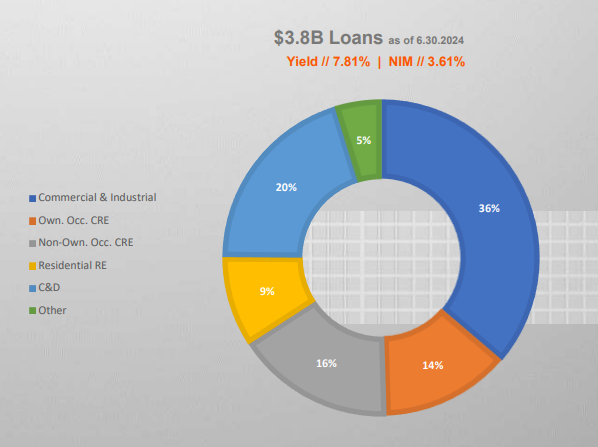 $3.8B Loans as of 6.30.2024
Yield // 7.81% | NIM // 3.61%
5%
20%
36%
9%
16%
14%
Commercial & Industrial
Own. Occ. CRE
Non-Own. Occ. CRE
Residential RE
C&D
Other